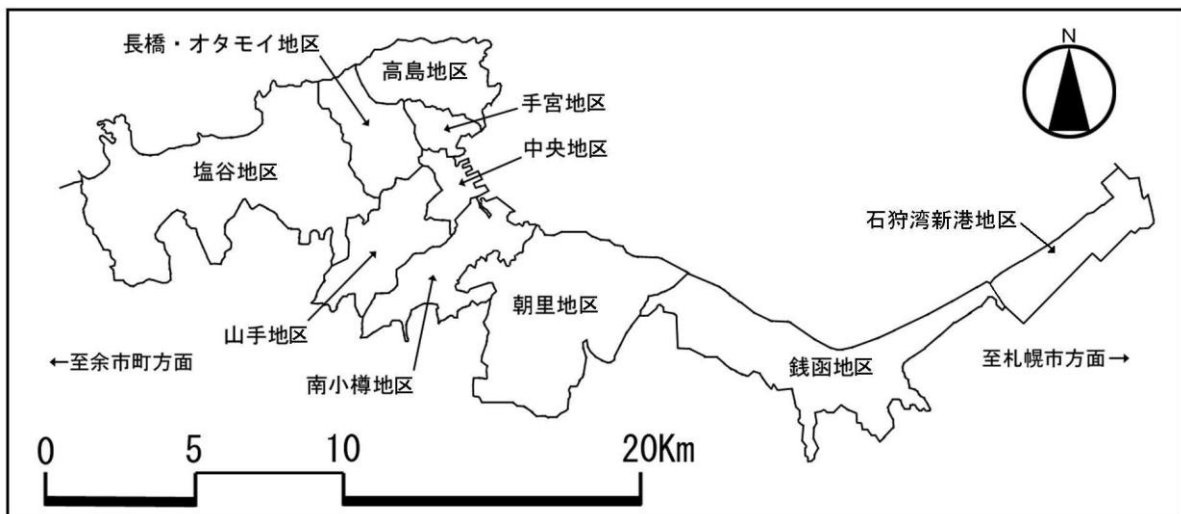 長橋・オタモイ地区
高島地区
N
手宮地区
中央地区
塩谷地区
石狩湾新港地区
山手地区
朝里地区
←至余市町方面
南小樽地区
銭函地区
至札幌市方面→
0 5 10 20Km